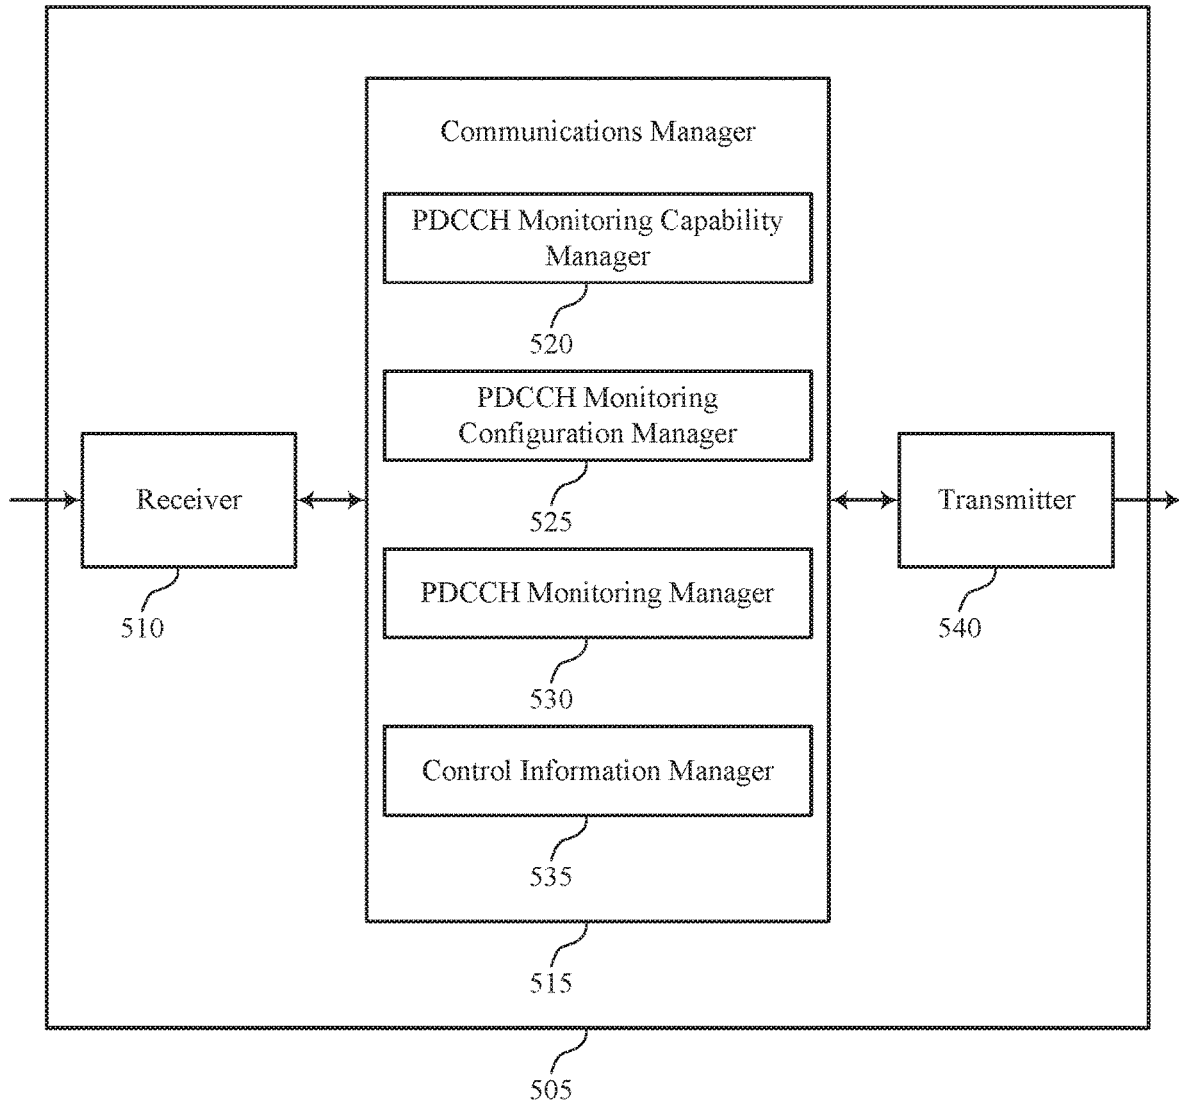 Communications Manager
PDCCH Monitoring Capability
Manager
520
PDCCH Monitoring
Configuration Manager
525
Receiver
510
Transmitter
540
PDCCH Monitoring Manager
530
Control Information Manager
535
515
505